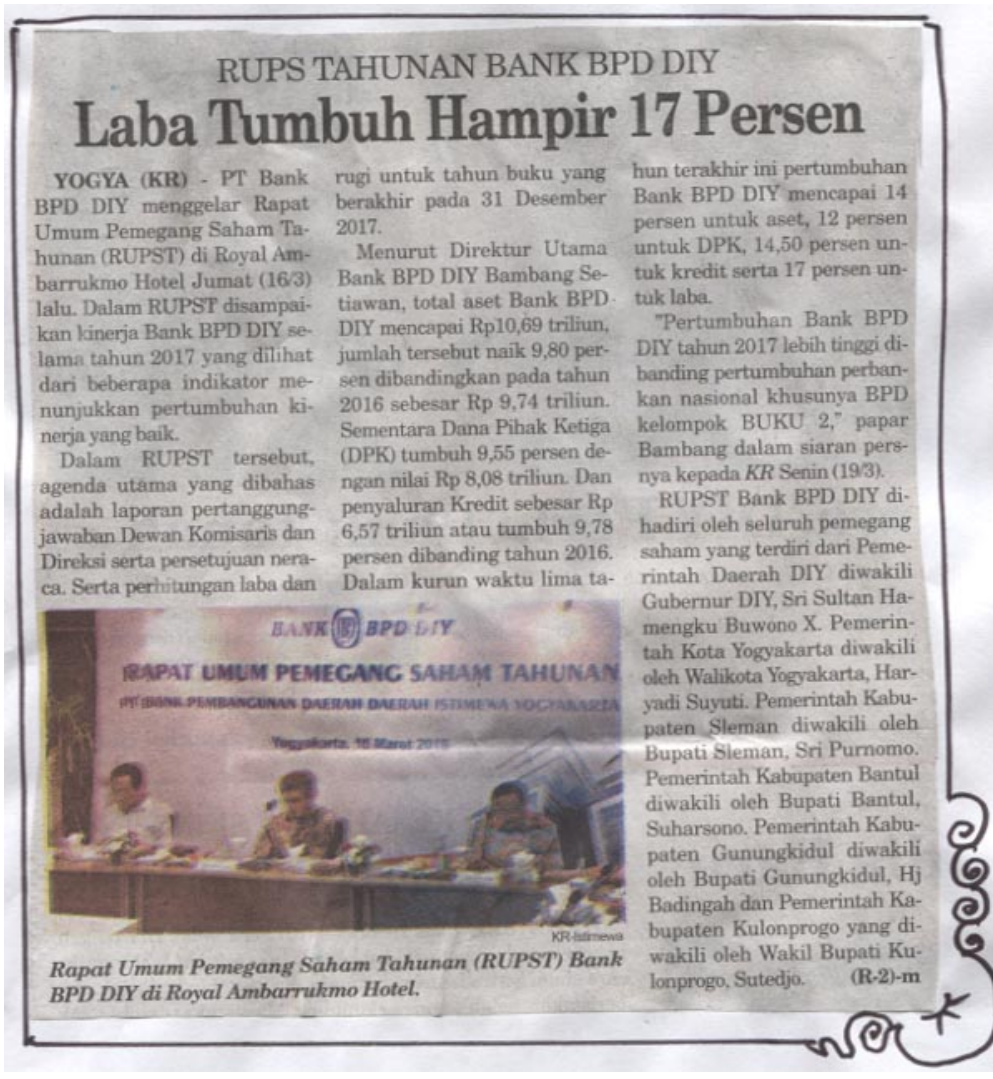 RUPS TAHUNAN BANK BPD DIY
Laba Tumbuh Hampir 17 Persen
YOGYA (KR) - PT Bank
BPD DIY menggelar Rapat
Umum Pemegang Saham Ta-
hunan (RUPST) di Royal Am-
barrukmo Hotel Jumat (16/3)
lalu. Dalam RUPST disampai-
kan kinerja Bank BPD DIY se-
lama tahun 2017 yang dilihat
dari beberapa indikator me-
nunjukkan pertumbuhan ki-
nerja yang baik.
Dalam RUPST tersebut,
agenda utama yang dibahas
adalah laporan pertanggung-
jawaban Dewan Komisaris dan
Direksi serta persetujuan nera-
ca. Serta perhitungan laba dan
rugi untuk tahun buku yang
berakhir pada 31 Desember
2017.
Menurut Direktur Utama
Bank BPD DIY Bambang Se-
tiawan, total aset Bank BPD
DIY mencapai Rp10,69 triliun,
jumlah tersebut naik 9,80 per-
sen dibandingkan pada tahun
2016 sebesar Rp 9,74 triliun.
Sementara Dana Pihak Ketiga
(DPK) tumbuh 9,55 persen de-
ngan nilai Rp 8,08 triliun. Dan
penyaluran Kredit sebesar Rp
6,57 triliun atau tumbuh 9,78
persen dibanding tahun 2016.
Dalam kurun waktu lima ta-
hun terakhir ini pertumbuhan
Bank BPD DIY mencapai 14
persen untuk aset, 12 persen
untuk DPK, 14,50 persen un-
tuk kredit serta 17 persen un-
tuk laba.
"Pertumbuhan Bank BPD
DIY tahun 2017 lebih tinggi di-
banding pertumbuhan perban-
kan nasional khusunya BPD
kelompok BUKU 2," papar
Bambang dalam siaran pers-
nya kepada KR Senin (19/3).
RUPST Bank BPD DIY di-
hadiri oleh seluruh pemegang
saham yang terdiri dari Peme-
rintah Daerah DIY diwakili
Gubernur DIY, Sri Sultan Ha-
mengku Buwono X. Pemerin-
tah Kota Yogyakarta diwakili
oleh Walikota Yogyakarta, Har-
yadi Suyuti. Pemerintah Kabu-
paten Sleman diwakili oleh
Bupati Sleman, Sri Purnomo.
Pemerintah Kabupaten Bantul
diwakili oleh Bupati Bantul,
Suharsono. Pemerintah Kabu-
paten Gunungkidul diwakili
oleh Bupati Gunungkidul, Hj
Badingah dan Pemerintah Ka-
bupaten Kulonprogo yang di-
wakili oleh Wakil Bupati Ku-
lonprogo, Sutedjo. (R-2)-m
BANK BPD DIY
RAPAT UMUM PEMEGANG SAHAM TAHUNAN
PT BANK PEMBANGUNAN DAERAH DAERAH ISTIMEWA YOGYAKARTA
Yogyakarta, 16 Maret 2018
KR-Istimewa
Rapat Umum Pemegang Saham Tahunan (RUPST) Bank
BPD DIY di Royal Ambarrukmo Hotel.